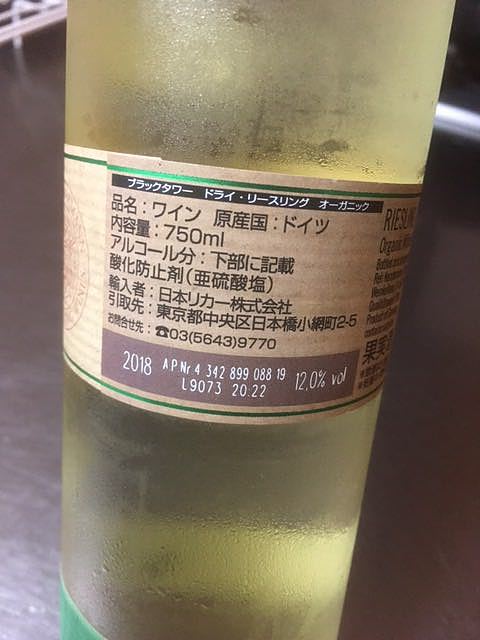 ブラックタワー ドライ・リースリング オーガニック
品名:ワイン 原産国:ドイツ
内容量:750ml
アルコール分:下部に記載
酸化防止剤(亜硫酸塩)
輸入者:日本リカー株式会社
引取先:東京都中央区日本橋小網町2-5
お問合せ先:☎03(5643)9770
2018 A P Nr 4 342 899 088 19 12,0% vol
L9073 20:22
RIESLIN
Organic
果実